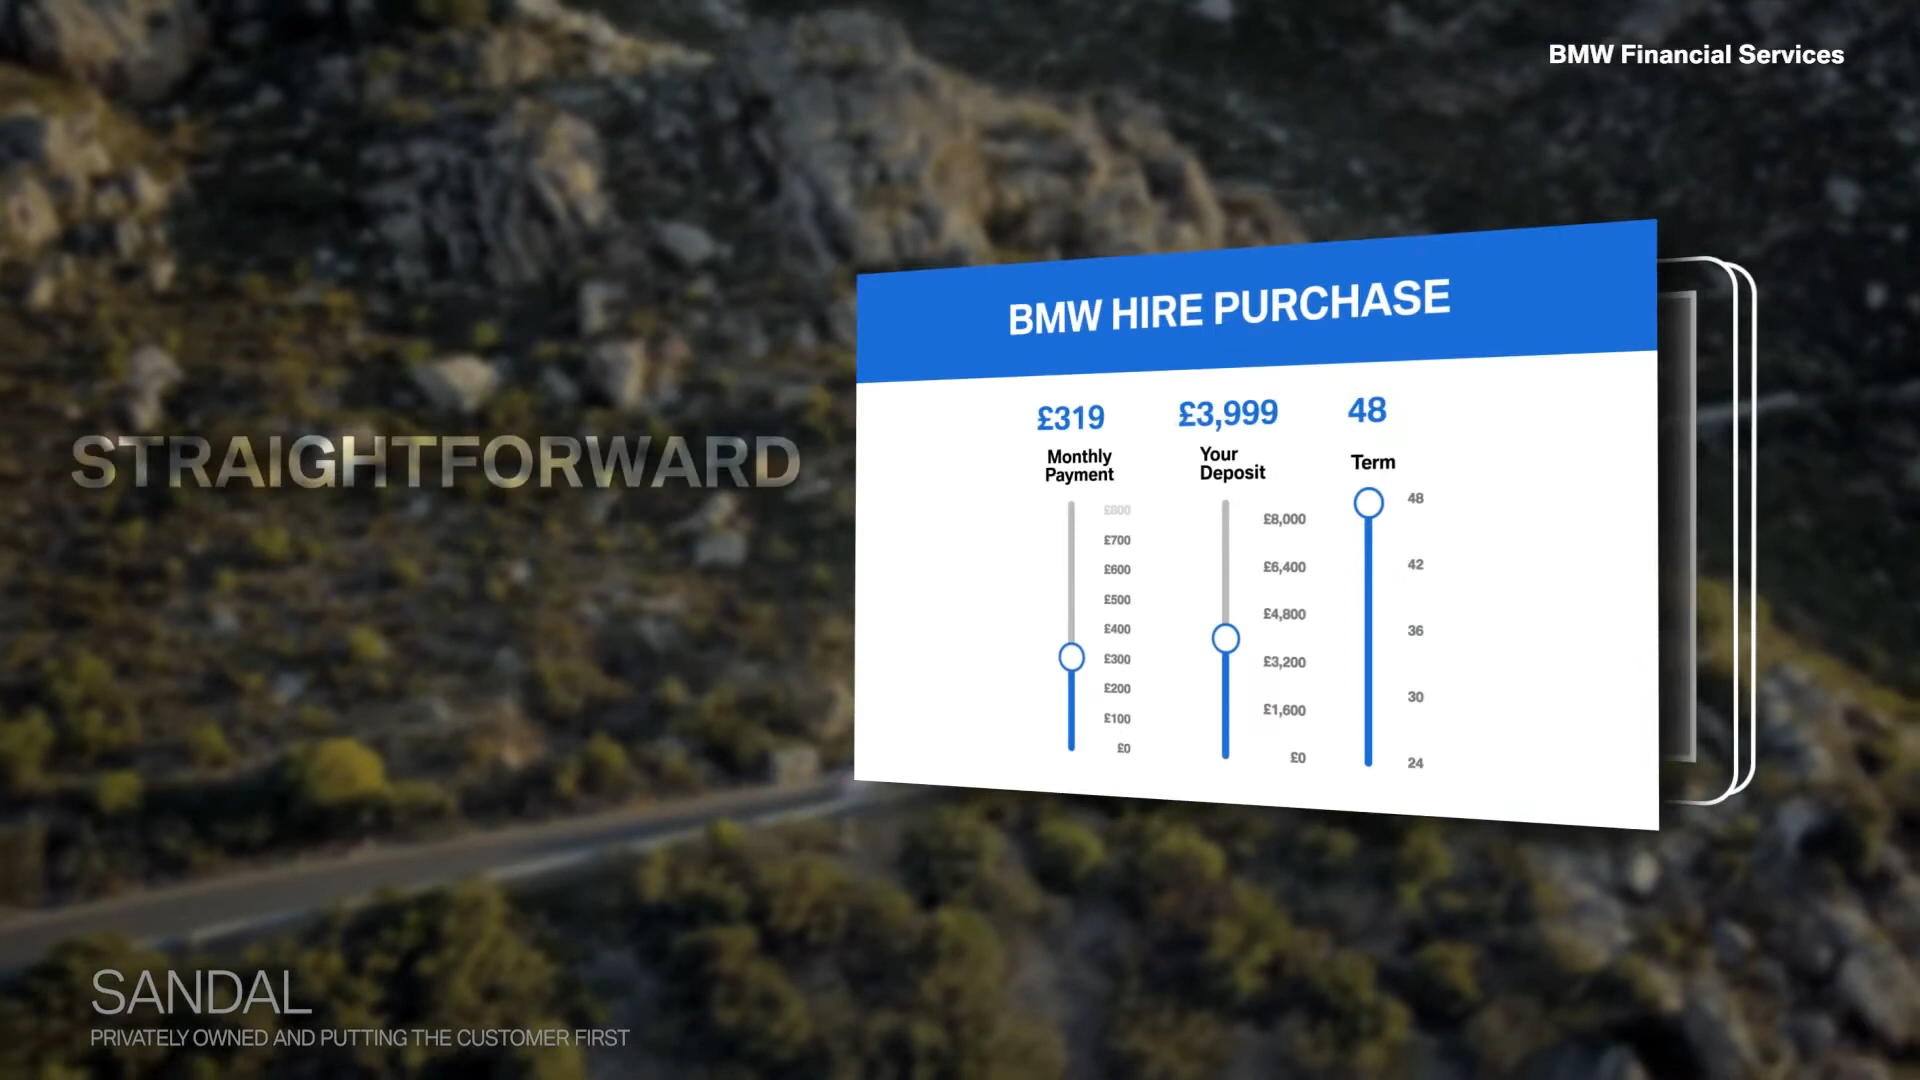 BMW Financial Services
STRAIGHTFORWARD
BMW HIRE PURCHASE
£319
Monthly
Payment
£800
£700
£600
£500
£400
£300
£200
£100
£0
£3,999
Your
Deposit
£8,000
£6,400
£4,800
£3,200
£1,600
£0
48
Term
48
42
36
30
24
SANDAL
PRIVATELY OWNED AND PUTTING THE CUSTOMER FIRST